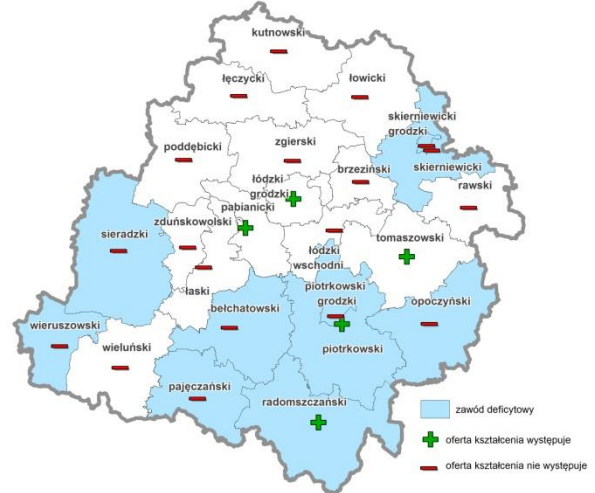 kutnowski
łęczycki
łowicki
skierniewicki
grodzki
poddębicki
zgierski
brzeziński
skierniewicki
rawski
łódzki
grodzki
pabianicki
zduńskowolski
sieradzki
tomaszowski
łódzki
wschodni
łaski
piotrkowski
grodzki
opoczyński
bełchatowski
wieruszowski
wieluński
piotrkowski
pajęczański
radomszczański
zawód deficytowy
oferta kształcenia występuje
oferta kształcenia nie występuje